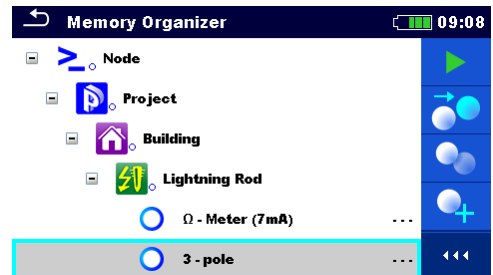 Memory Organizer 09:08
Node
Project
Building
Lightning Rod
Ω - Meter (7mA) ...
3 - pole ...